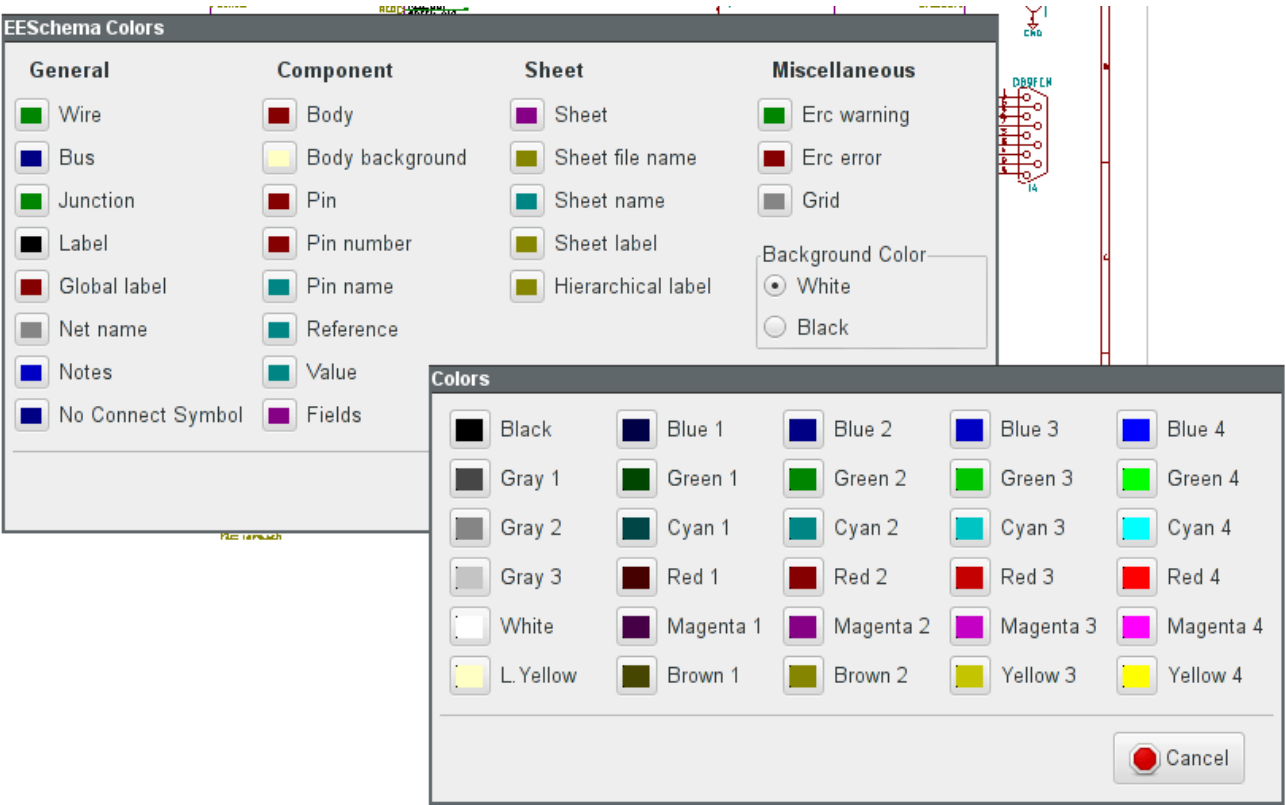 EESchema Colors
General
Component
Sheet
Miscellaneous
Wire
Body
Sheet
Erc warning
Bus
Body background
Sheet file name
Erc error
Junction
Pin
Sheet name
Grid
Label
Pin number
Sheet label
Background Color
Global label
Pin name
Hierarchical label
White
Net name
Reference
Black
Notes
Value
No Connect Symbol
Fields
Colors
Black
Blue 1
Blue 2
Blue 3
Blue 4
Gray 1
Green 1
Green 2
Green 3
Green 4
Gray 2
Cyan 1
Cyan 2
Cyan 3
Cyan 4
Gray 3
Red 1
Red 2
Red 3
Red 4
White
Magenta 1
Magenta 2
Magenta 3
Magenta 4
L. Yellow
Brown 1
Brown 2
Yellow 3
Yellow 4
Cancel